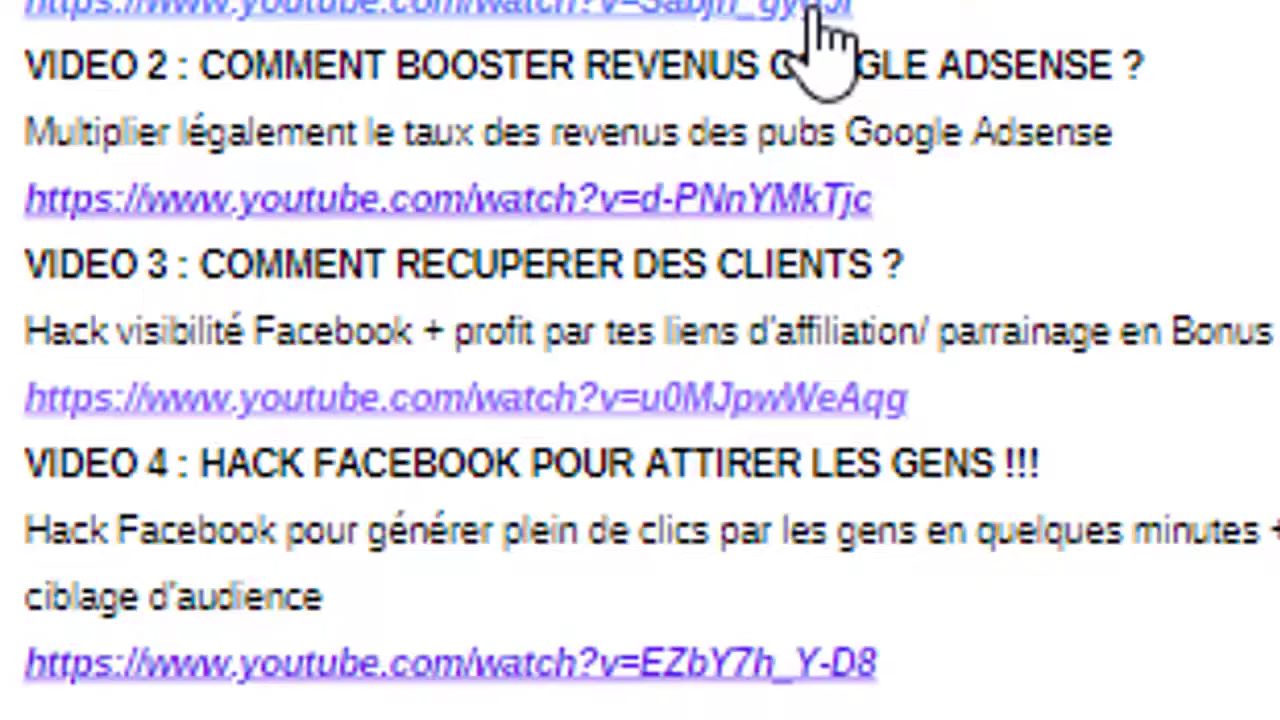 VIDEO 2 : COMMENT BOOSTER REVENUS GOOGLE ADSENSE ?
Multiplier légalement le taux des revenus des pubs Google Adsense
https://www.youtube.com/watch?v=d-PNnYMkTjc
VIDEO 3 : COMMENT RECUPERER DES CLIENTS ?
Hack visibilité Facebook + profit par tes liens d'affiliation/ parrainage en Bonus
https://www.youtube.com/watch?v=u0MJpwWeAqg
VIDEO 4 : HACK FACEBOOK POUR ATTIRER LES GENS !!!
Hack Facebook pour générer plein de clics par les gens en quelques minutes +
ciblage d'audience
https://www.youtube.com/watch?v=EZbY7h_Y-D8